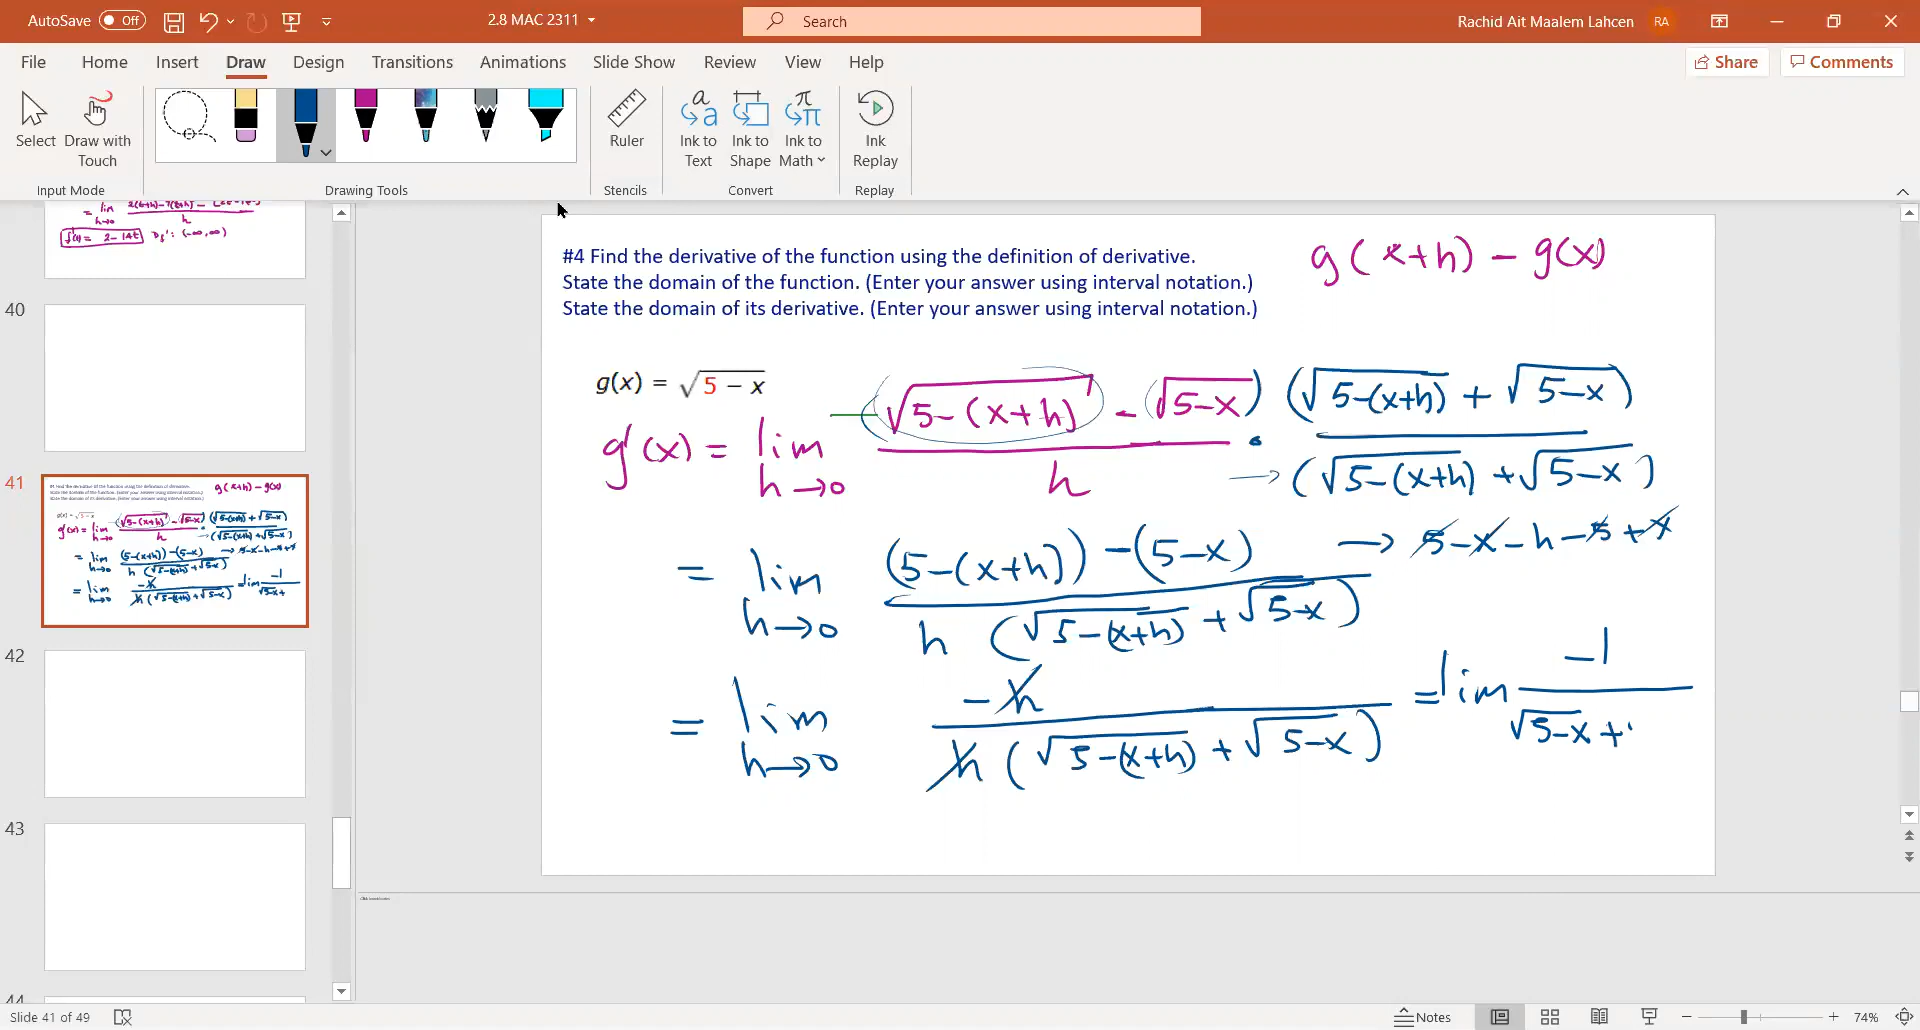 AutoSave Off 2.8 MAC 2311 Search Rachid Ait Maalem Lahcen RA
File Home Insert Draw Design Transitions Animations Slide Show Review View Help Share Comments
Select Draw with Touch Ruler Ink to Text Ink to Shape Ink to Math Ink Replay
Input Mode Drawing Tools Stencils Convert Replay
40
41
42
43
44
#4 Find the derivative of the function using the definition of derivative.
State the domain of the function. (Enter your answer using interval notation.)
State the domain of its derivative. (Enter your answer using interval notation.)
g(x+h) - g(x)
g(x) = √5 − x
g'(x) = lim h→0 (√5-(x+h) - √5-x) / h · (√5-(x+h) + √5-x) / (√5-(x+h) + √5-x)
= lim h→0 (5-(x+h)) - (5-x) / h (√5-(x+h) + √5-x) → 5-x-h-5+x
= lim h→0 -h / h (√5-(x+h) + √5-x) = lim -1 / √5-x +
Slide 41 of 49 Notes 74%